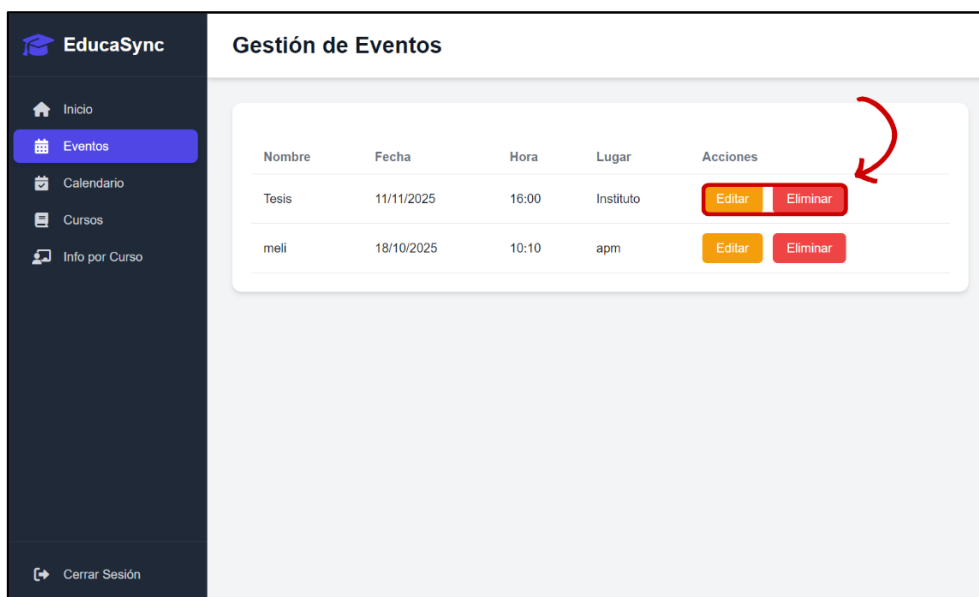 EducaSync
Gestión de Eventos
Inicio
Eventos
Calendario
Cursos
Info por Curso
Nombre Fecha Hora Lugar Acciones
Tesis 11/11/2025 16:00 Instituto Editar Eliminar
meli 18/10/2025 10:10 apm Editar Eliminar
Cerrar Sesión